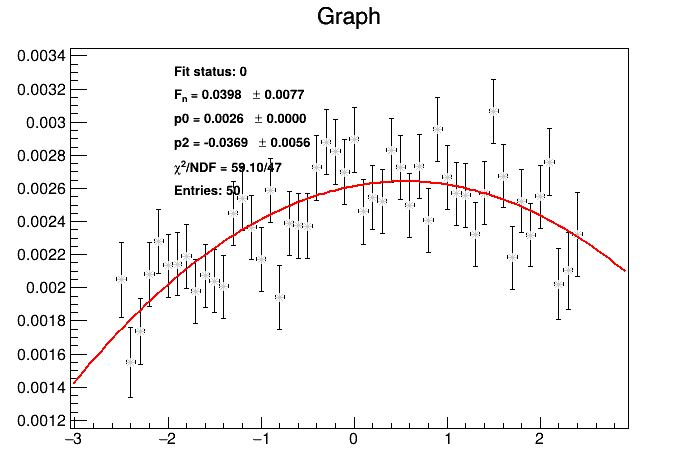 Graph
Fit status: 0
Fn = 0.0398 ± 0.0077
p0 = 0.0026 ± 0.0000
p2 = -0.0369 ± 0.0056
χ²/NDF = 59.10/47
Entries: 50
0.0034
0.0032
0.003
0.0028
0.0026
0.0024
0.0022
0.002
0.0018
0.0016
0.0014
0.0012
−3 −2 −1 0 1 2